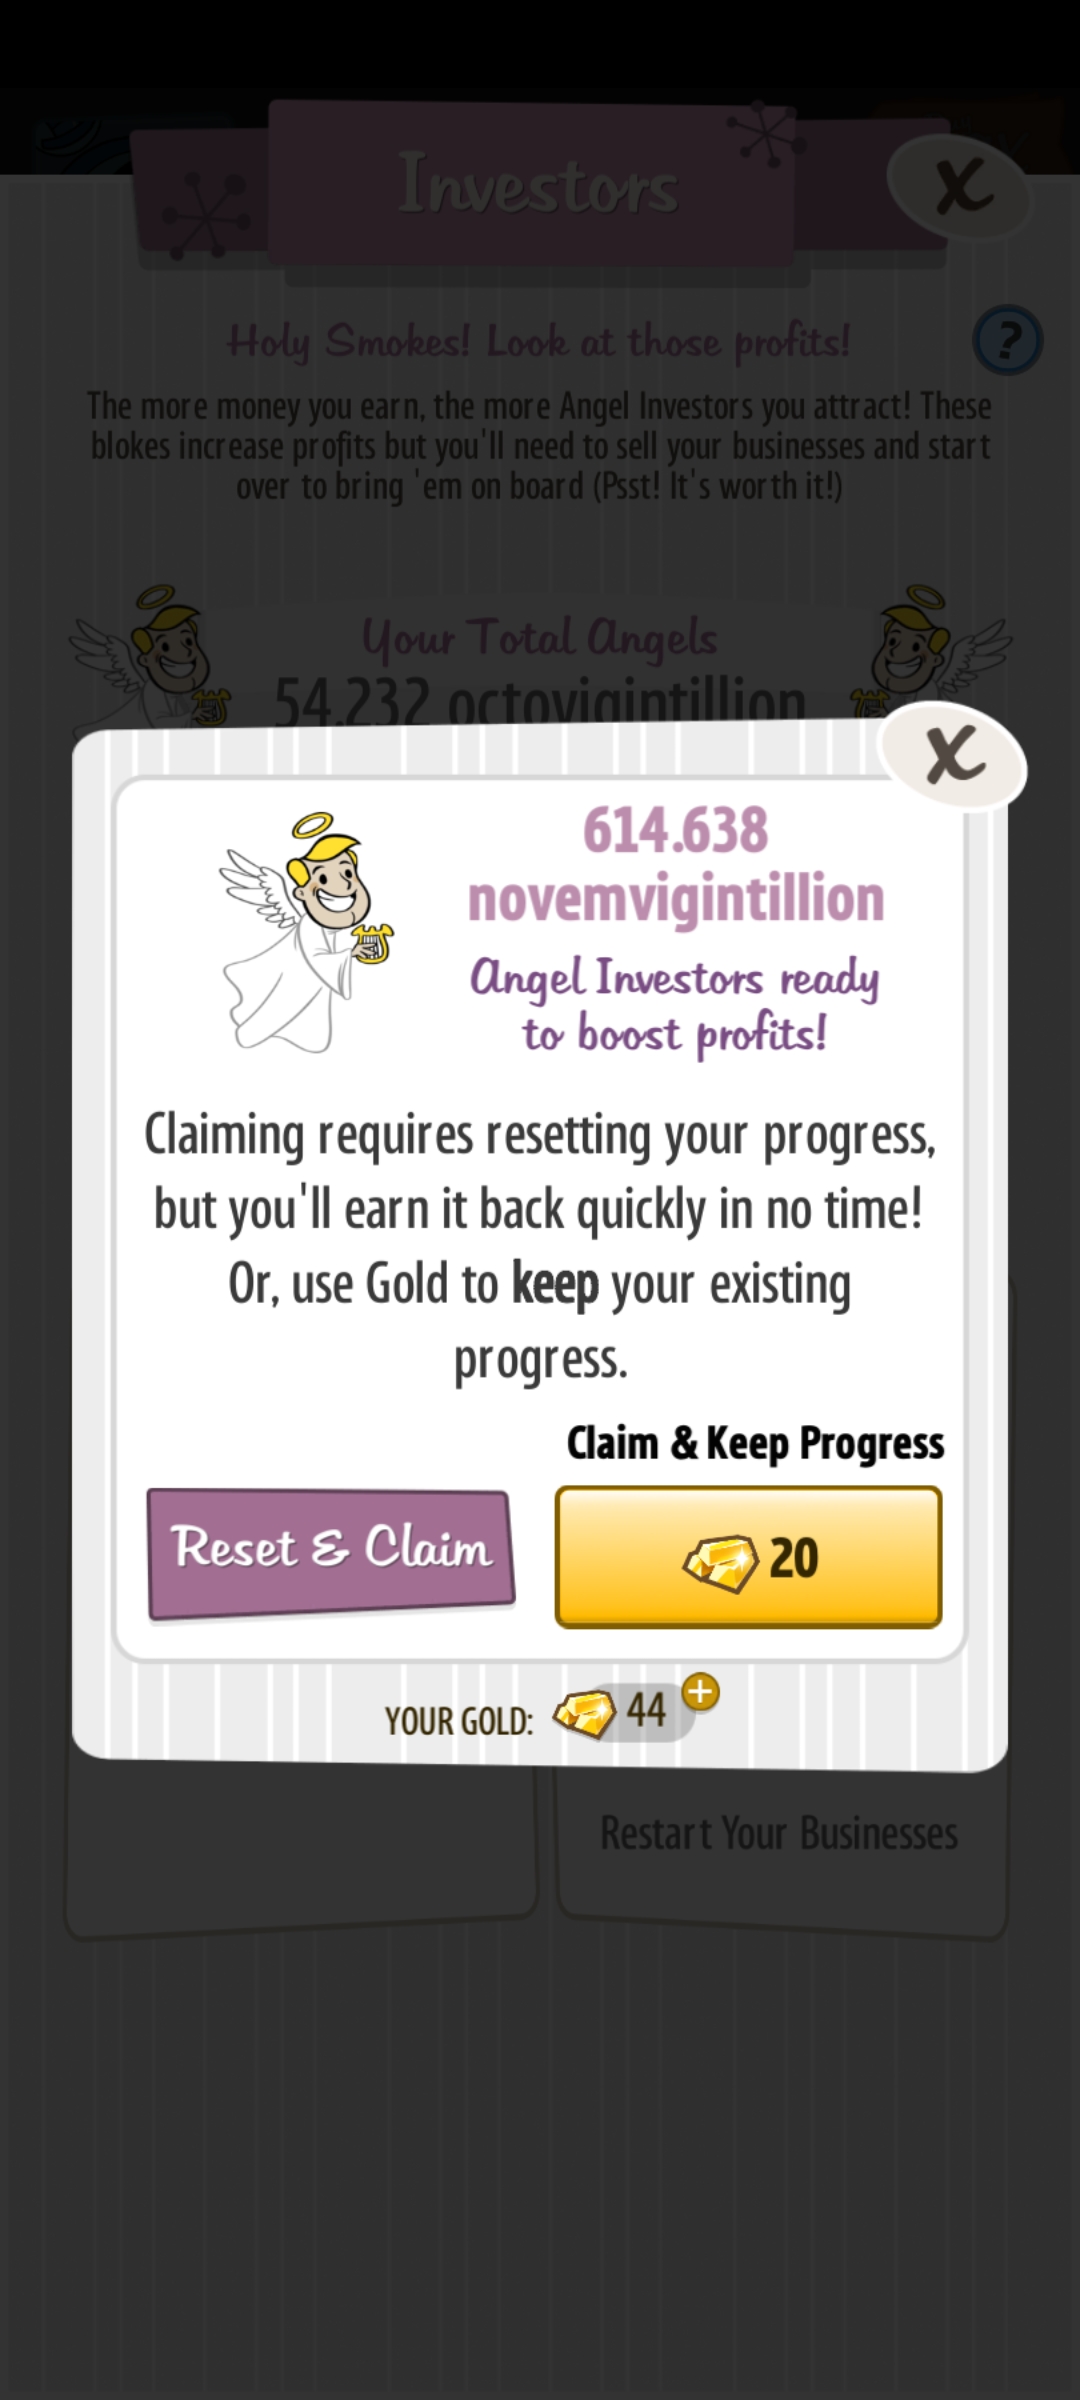 Investors
X
Holy Smokes! Look at those profits!
?
The more money you earn, the more Angel Investors you attract! These
blokes increase profits but you'll need to sell your businesses and start
over to bring 'em on board (Psst! It's worth it!)
Your Total Angels
54.232 octovigintillion
X
614.638
novemvigintillion
Angel Investors ready
to boost profits!
Claiming requires resetting your progress,
but you'll earn it back quickly in no time!
Or, use Gold to keep your existing
progress.
Claim & Keep Progress
Reset & Claim
20
YOUR GOLD: 44 +
Restart Your Businesses